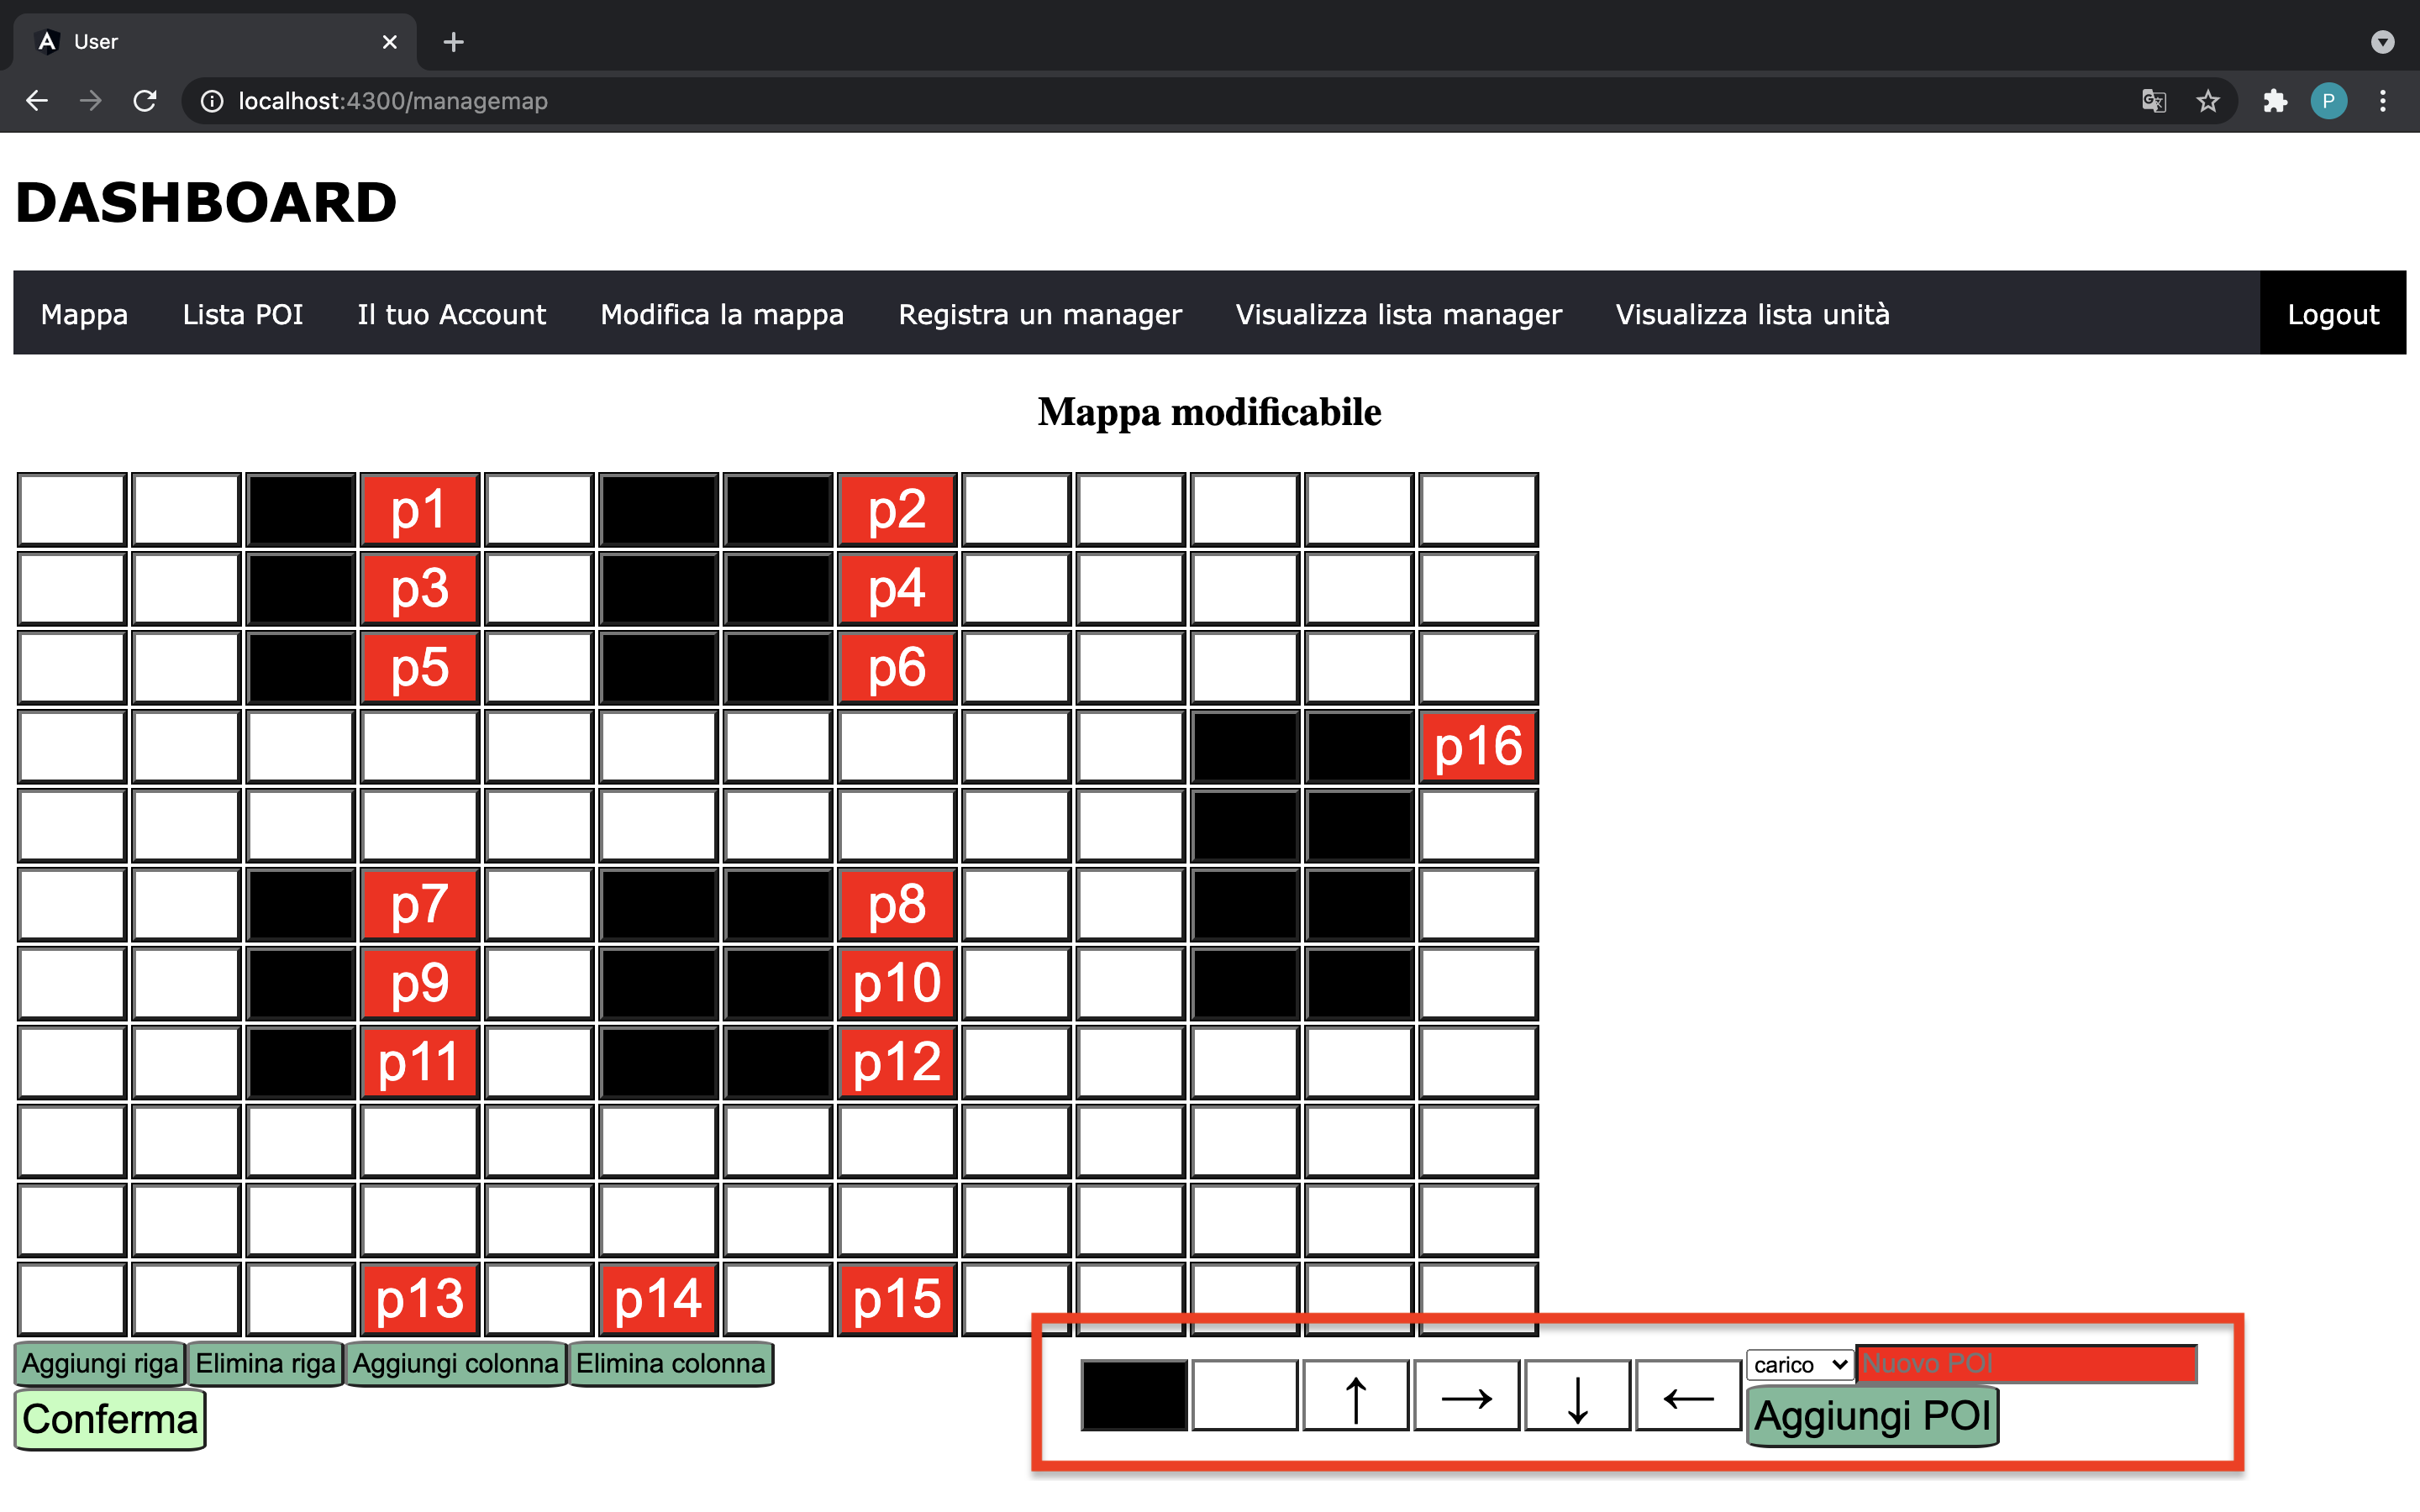 User
localhost:4300/managemap
P
DASHBOARD
Mappa Lista POI Il tuo Account Modifica la mappa Registra un manager Visualizza lista manager Visualizza lista unità Logout
Mappa modificabile
p1 p2
p3 p4
p5 p6
p16
p7 p8
p9 p10
p11 p12
p13 p14 p15
Aggiungi riga Elimina riga Aggiungi colonna Elimina colonna
Conferma
↑ → ↓ ←
carico Nuovo POI
Aggiungi POI